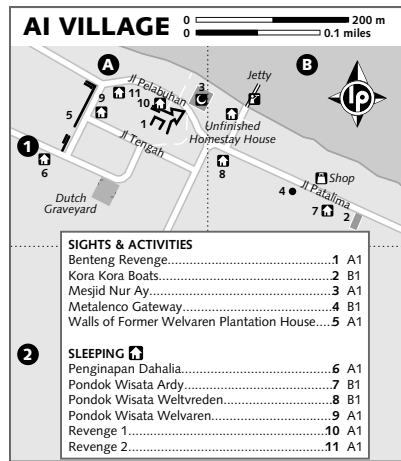 AI VILLAGE
0 200 m
0 0.1 miles
A
B
Jl Pelabuhan
Jetty
3
11
10
9
5
1
Unfinished
Homestay House
Jl Tengah
1
6
8
Shop
4
Jl Patalima
7
2
Dutch
Graveyard
lp
SIGHTS & ACTIVITIES
Benteng Revenge....................................1 A1
Kora Kora Boats....................................2 B1
Mesjid Nur Ay....................................3 A1
Metalenco Gateway....................................4 B1
Walls of Former Welvaren Plantation House....5 A1
2
SLEEPING
Penginapan Dahalia....................................6 A1
Pondok Wisata Ardy....................................7 B1
Pondok Wisata Weltvreden....................................8 B1
Pondok Wisata Welvaren....................................9 A1
Revenge 1....................................10 A1
Revenge 2....................................11 A1